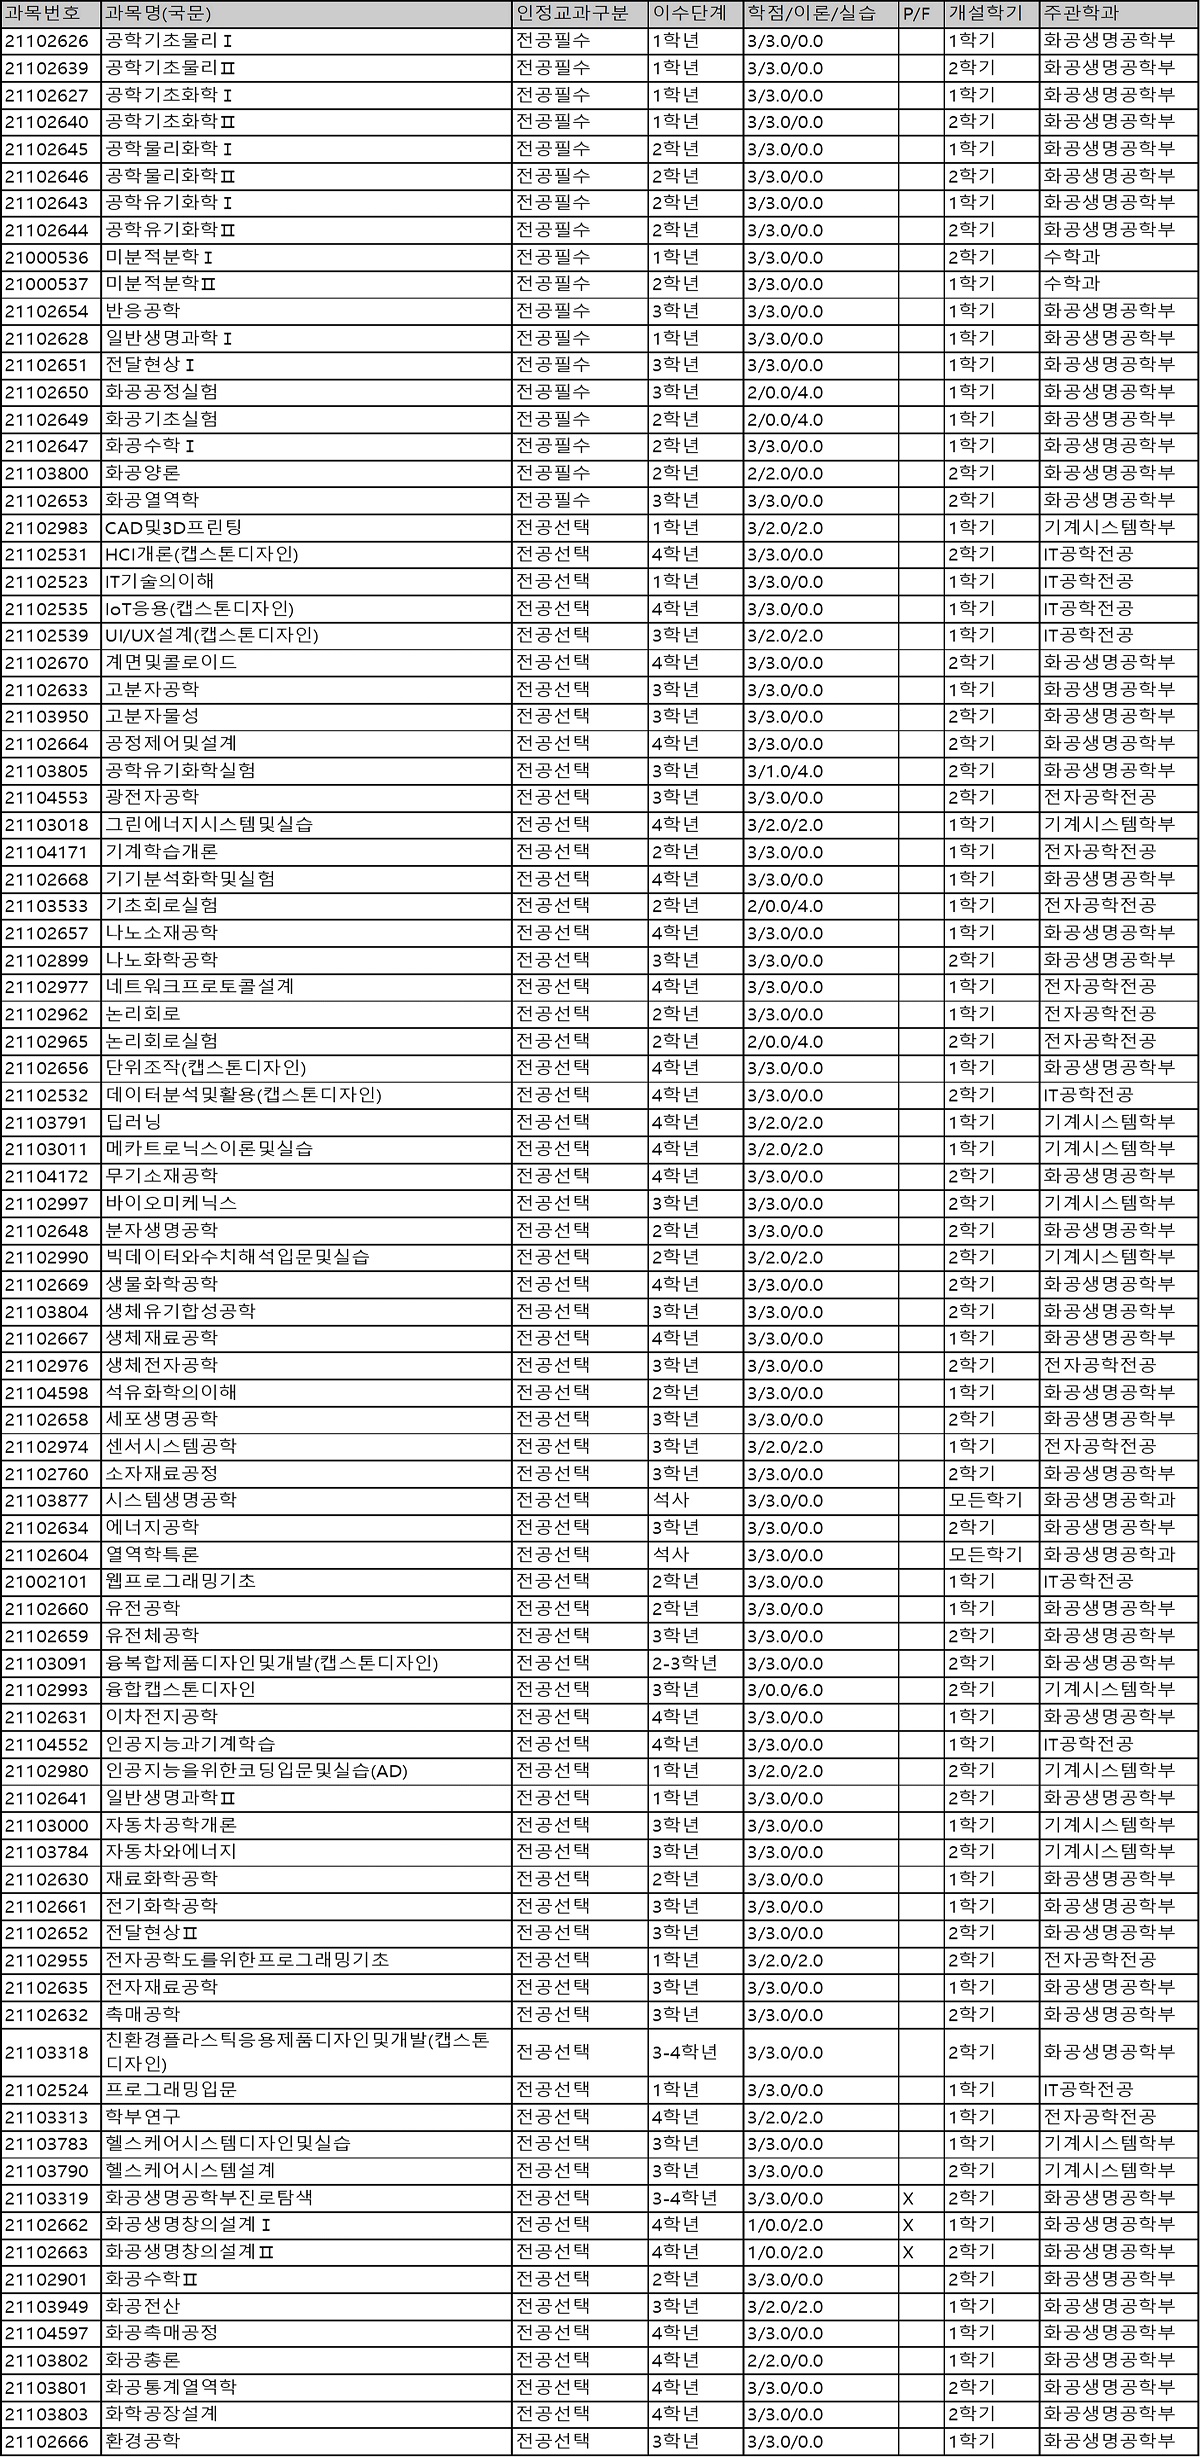 과목번호 과목명(국문) 인정교과구분 이수단계 학점/이론/실습 P/F 개설학기 주관학과
21102626 공학기초물리Ⅰ 전공필수 1학년 3/3.0/0.0 1학기 화공생명공학부
21102639 공학기초물리Ⅱ 전공필수 1학년 3/3.0/0.0 2학기 화공생명공학부
21102627 공학기초화학Ⅰ 전공필수 1학년 3/3.0/0.0 1학기 화공생명공학부
21102640 공학기초화학Ⅱ 전공필수 1학년 3/3.0/0.0 2학기 화공생명공학부
21102645 공학물리화학Ⅰ 전공필수 2학년 3/3.0/0.0 1학기 화공생명공학부
21102646 공학물리화학Ⅱ 전공필수 2학년 3/3.0/0.0 2학기 화공생명공학부
21102643 공학유기화학Ⅰ 전공필수 2학년 3/3.0/0.0 1학기 화공생명공학부
21102644 공학유기화학Ⅱ 전공필수 2학년 3/3.0/0.0 2학기 화공생명공학부
21000536 미분적분학Ⅰ 전공필수 1학년 3/3.0/0.0 2학기 수학과
21000537 미분적분학Ⅱ 전공필수 2학년 3/3.0/0.0 1학기 수학과
21102654 반응공학 전공필수 3학년 3/3.0/0.0 1학기 화공생명공학부
21102628 일반생명과학Ⅰ 전공필수 1학년 3/3.0/0.0 1학기 화공생명공학부
21102651 전달현상Ⅰ 전공필수 3학년 3/3.0/0.0 1학기 화공생명공학부
21102650 화공공정실험 전공필수 3학년 2/0.0/4.0 1학기 화공생명공학부
21102649 화공기초실험 전공필수 2학년 2/0.0/4.0 1학기 화공생명공학부
21102647 화공수학Ⅰ 전공필수 2학년 3/3.0/0.0 1학기 화공생명공학부
21103800 화공양론 전공필수 2학년 2/2.0/0.0 2학기 화공생명공학부
21102653 화공열역학 전공필수 3학년 3/3.0/0.0 2학기 화공생명공학부
21102983 CAD및3D프린팅 전공선택 1학년 3/2.0/2.0 1학기 기계시스템학부
21102531 HCI개론(캡스톤디자인) 전공선택 4학년 3/3.0/0.0 2학기 IT공학전공
21102523 IT기술의이해 전공선택 1학년 3/3.0/0.0 1학기 IT공학전공
21102535 IoT응용(캡스톤디자인) 전공선택 4학년 3/3.0/0.0 1학기 IT공학전공
21102539 UI/UX설계(캡스톤디자인) 전공선택 3학년 3/2.0/2.0 1학기 IT공학전공
21102670 계면및콜로이드 전공선택 4학년 3/3.0/0.0 2학기 화공생명공학부
21102633 고분자공학 전공선택 3학년 3/3.0/0.0 1학기 화공생명공학부
21103950 고분자물성 전공선택 3학년 3/3.0/0.0 2학기 화공생명공학부
21102664 공정제어및설계 전공선택 4학년 3/3.0/0.0 2학기 화공생명공학부
21103805 공학유기화학실험 전공선택 3학년 3/1.0/4.0 2학기 화공생명공학부
21104553 광전자공학 전공선택 3학년 3/3.0/0.0 2학기 전자공학전공
21103018 그린에너지시스템및실습 전공선택 4학년 3/2.0/2.0 1학기 기계시스템학부
21104171 기계학습개론 전공선택 2학년 3/3.0/0.0 1학기 전자공학전공
21102668 기기분석화학및실험 전공선택 4학년 3/3.0/0.0 1학기 화공생명공학부
21103533 기초회로실험 전공선택 2학년 2/0.0/4.0 1학기 전자공학전공
21102657 나노소재공학 전공선택 4학년 3/3.0/0.0 1학기 화공생명공학부
21102899 나노화학공학 전공선택 3학년 3/3.0/0.0 2학기 화공생명공학부
21102977 네트워크프로토콜설계 전공선택 4학년 3/3.0/0.0 1학기 전자공학전공
21102962 논리회로 전공선택 2학년 3/3.0/0.0 1학기 전자공학전공
21102965 논리회로실험 전공선택 2학년 2/0.0/4.0 2학기 전자공학전공
21102656 단위조작(캡스톤디자인) 전공선택 4학년 3/3.0/0.0 1학기 화공생명공학부
21102532 데이터분석및활용(캡스톤디자인) 전공선택 4학년 3/3.0/0.0 2학기 IT공학전공
21103791 딥러닝 전공선택 4학년 3/2.0/2.0 1학기 기계시스템학부
21103011 메카트로닉스이론및실습 전공선택 4학년 3/2.0/2.0 1학기 기계시스템학부
21104172 무기소재공학 전공선택 4학년 3/3.0/0.0 2학기 화공생명공학부
21102997 바이오미케닉스 전공선택 3학년 3/3.0/0.0 2학기 기계시스템학부
21102648 분자생명공학 전공선택 2학년 3/3.0/0.0 2학기 화공생명공학부
21102990 빅데이터와수치해석입문및실습 전공선택 2학년 3/2.0/2.0 2학기 기계시스템학부
21102669 생물화학공학 전공선택 4학년 3/3.0/0.0 2학기 화공생명공학부
21103804 생체유기합성공학 전공선택 3학년 3/3.0/0.0 2학기 화공생명공학부
21102667 생체재료공학 전공선택 4학년 3/3.0/0.0 1학기 화공생명공학부
21102976 생체전자공학 전공선택 3학년 3/3.0/0.0 2학기 전자공학전공
21104598 석유화학의이해 전공선택 2학년 3/3.0/0.0 1학기 화공생명공학부
21102658 세포생명공학 전공선택 3학년 3/3.0/0.0 2학기 화공생명공학부
21102974 센서시스템공학 전공선택 3학년 3/2.0/2.0 1학기 전자공학전공
21102760 소자재료공정 전공선택 3학년 3/3.0/0.0 2학기 화공생명공학부
21103877 시스템생명공학 전공선택 석사 3/3.0/0.0 모든학기 화공생명공학과
21102634 에너지공학 전공선택 3학년 3/3.0/0.0 2학기 화공생명공학부
21102604 열역학특론 전공선택 석사 3/3.0/0.0 모든학기 화공생명공학과
21002101 웹프로그래밍기초 전공선택 2학년 3/3.0/0.0 1학기 IT공학전공
21102660 유전공학 전공선택 2학년 3/3.0/0.0 1학기 화공생명공학부
21102659 유전체공학 전공선택 3학년 3/3.0/0.0 2학기 화공생명공학부
21103091 융복합제품디자인및개발(캡스톤디자인) 전공선택 2-3학년 3/3.0/0.0 2학기 화공생명공학부
21102993 융합캡스톤디자인 전공선택 3학년 3/0.0/6.0 2학기 기계시스템학부
21102631 이차전지공학 전공선택 4학년 3/3.0/0.0 1학기 화공생명공학부
21104552 인공지능과기계학습 전공선택 4학년 3/3.0/0.0 1학기 IT공학전공
21102980 인공지능을위한코딩입문및실습(AD) 전공선택 1학년 3/2.0/2.0 2학기 기계시스템학부
21102641 일반생명과학Ⅱ 전공선택 1학년 3/3.0/0.0 2학기 화공생명공학부
21103000 자동차공학개론 전공선택 3학년 3/3.0/0.0 1학기 기계시스템학부
21103784 자동차와에너지 전공선택 3학년 3/3.0/0.0 2학기 기계시스템학부
21102630 재료화학공학 전공선택 2학년 3/3.0/0.0 1학기 화공생명공학부
21102661 전기화학공학 전공선택 3학년 3/3.0/0.0 1학기 화공생명공학부
21102652 전달현상Ⅱ 전공선택 3학년 3/3.0/0.0 2학기 화공생명공학부
21102955 전자공학도를위한프로그래밍기초 전공선택 1학년 3/2.0/2.0 2학기 전자공학전공
21102635 전자재료공학 전공선택 3학년 3/3.0/0.0 1학기 화공생명공학부
21102632 촉매공학 전공선택 3학년 3/3.0/0.0 2학기 화공생명공학부
21103318 친환경플라스틱응용제품디자인및개발(캡스톤
디자인) 전공선택 3-4학년 3/3.0/0.0 2학기 화공생명공학부
21102524 프로그래밍입문 전공선택 1학년 3/3.0/0.0 1학기 IT공학전공
21103313 학부연구 전공선택 4학년 3/2.0/2.0 1학기 전자공학전공
21103783 헬스케어시스템디자인및실습 전공선택 3학년 3/3.0/0.0 1학기 기계시스템학부
21103790 헬스케어시스템설계 전공선택 3학년 3/3.0/0.0 2학기 기계시스템학부
21103319 화공생명공학부진로탐색 전공선택 3-4학년 3/3.0/0.0 X 2학기 화공생명공학부
21102662 화공생명창의설계Ⅰ 전공선택 4학년 1/0.0/2.0 X 1학기 화공생명공학부
21102663 화공생명창의설계Ⅱ 전공선택 4학년 1/0.0/2.0 X 2학기 화공생명공학부
21102901 화공수학Ⅱ 전공선택 2학년 3/3.0/0.0 2학기 화공생명공학부
21103949 화공전산 전공선택 3학년 3/2.0/2.0 1학기 화공생명공학부
21104597 화공촉매공정 전공선택 4학년 3/3.0/0.0 1학기 화공생명공학부
21103802 화공총론 전공선택 4학년 2/2.0/0.0 1학기 화공생명공학부
21103801 화공통계열역학 전공선택 4학년 3/3.0/0.0 2학기 화공생명공학부
21103803 화학공장설계 전공선택 4학년 3/3.0/0.0 2학기 화공생명공학부
21102666 환경공학 전공선택 3학년 3/3.0/0.0 1학기 화공생명공학부